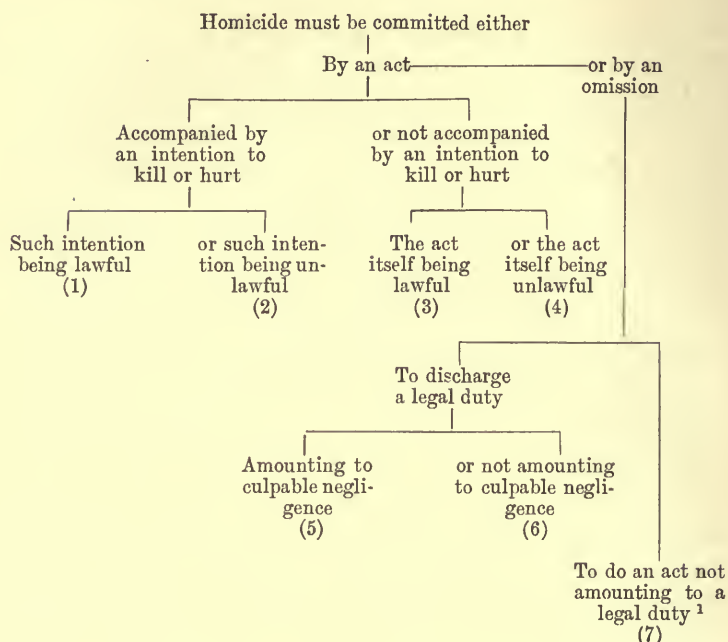 Homicide must be committed either
By an act
or by an
omission
Accompanied by
an intention to
kill or hurt
or not accompanied
by an intention to
kill or hurt
Such intention
being lawful
(1)
or such inten-
tion being un-
lawful
(2)
The act
itself being
lawful
(3)
or the act
itself being
unlawful
(4)
To discharge
a legal duty
Amounting to
culpable negli-
gence
(5)
or not amounting
to culpable negli-
gence
(6)
To do an act not
amounting to a
legal duty 1
(7)